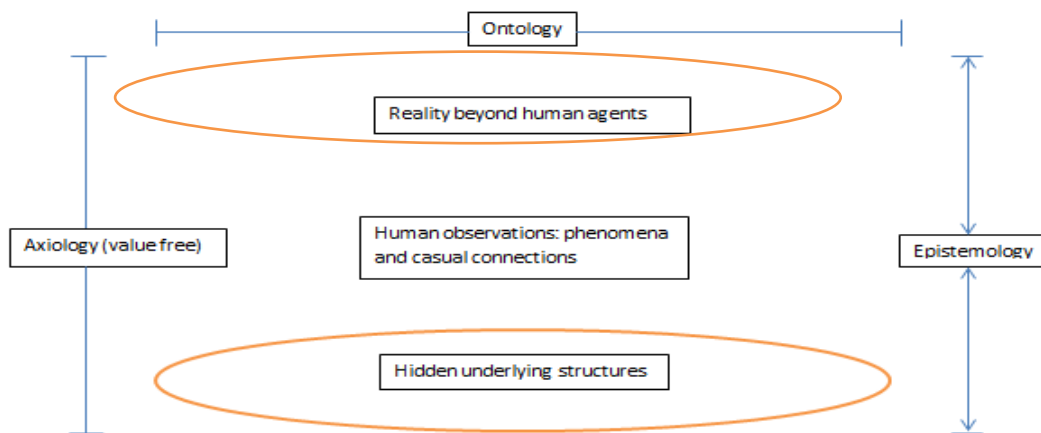 Ontology
Reality beyond human agents
Axiology (value free)
Human observations: phenomena
and casual connections
Epistemology
Hidden underlying structures